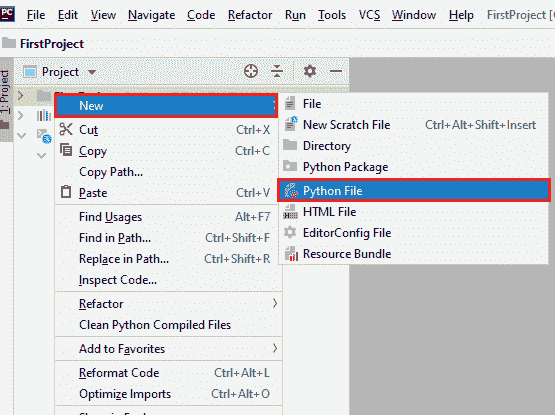 PC File Edit View Navigate Code Refactor Run Tools VCS Window Help FirstProject
FirstProject
1: Project
Project
New
Cut Ctrl+X
Copy Ctrl+C
Copy Path...
Paste Ctrl+V
Find Usages Alt+F7
Find in Path... Ctrl+Shift+F
Replace in Path... Ctrl+Shift+R
Inspect Code...
Refactor
Clean Python Compiled Files
Add to Favorites
Reformat Code Ctrl+Alt+L
Optimize Imports Ctrl+Alt+O
File
New Scratch File Ctrl+Alt+Shift+Insert
Directory
Python Package
Python File
HTML File
EditorConfig File
Resource Bundle